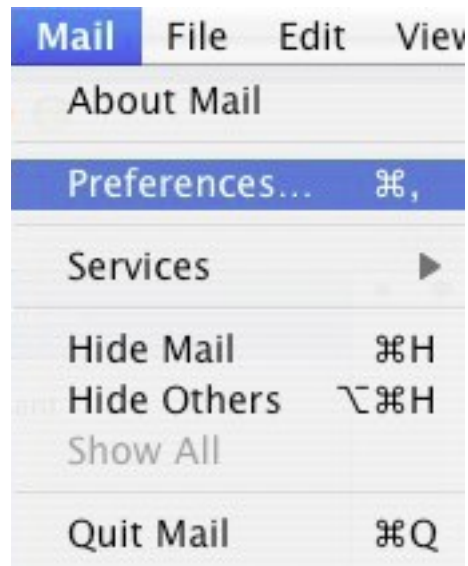 Mail File Edit View
About Mail
Preferences... ⌘,
Services ▶
Hide Mail ⌘H
Hide Others ⌥⌘H
Show All
Quit Mail ⌘Q